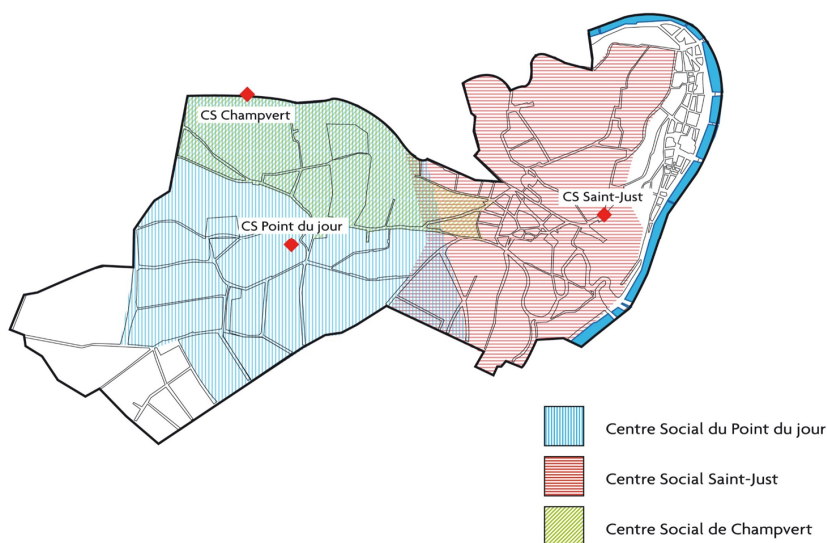 CS Champvert
CS Saint-Just
CS Point du jour
Centre Social du Point du jour
Centre Social Saint-Just
Centre Social de Champvert